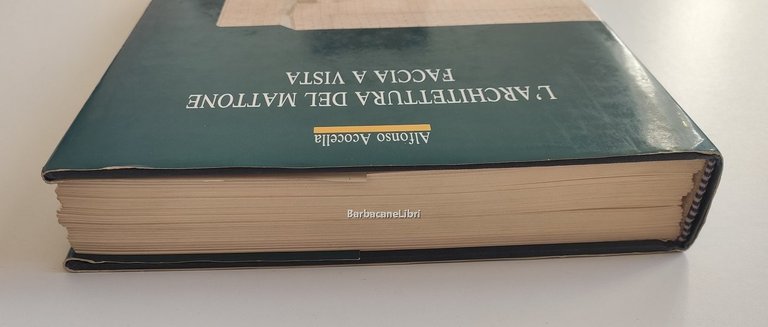 Alfonso Acocella
L'ARCHITETTURA DEL MATTONE
FACCIA A VISTA
BarbacaneLibri